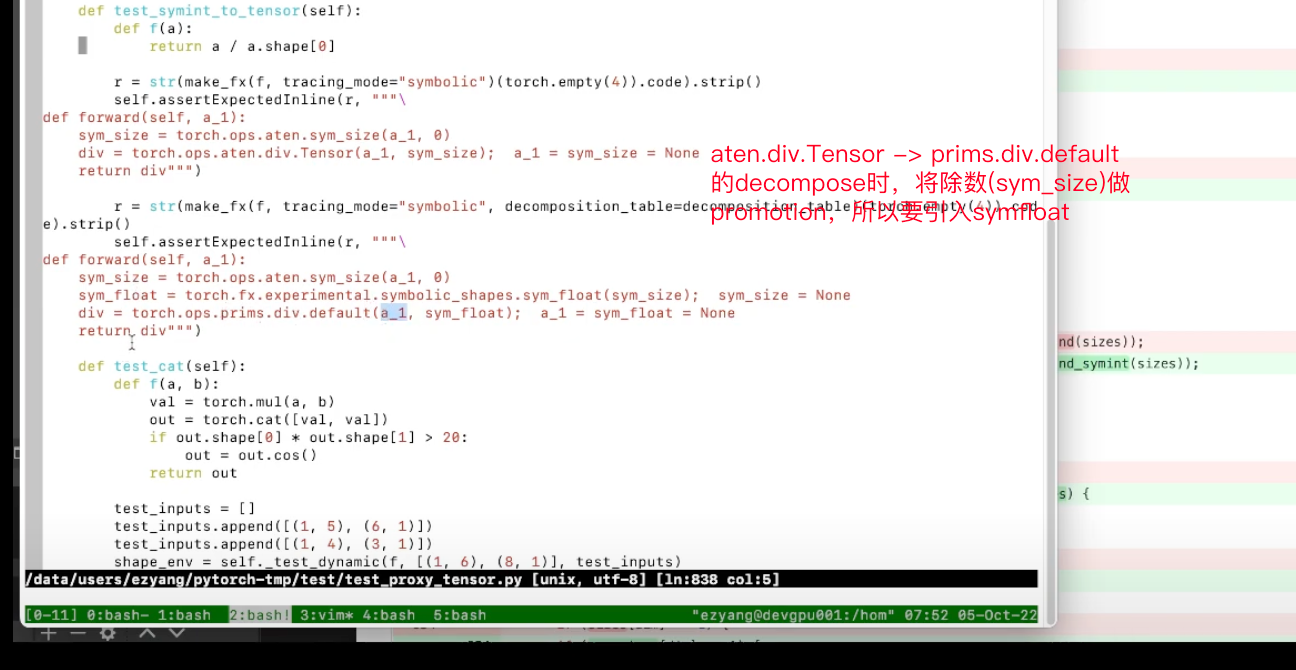 def test_symint_to_tensor(self):
def f(a):
return a / a.shape[0]
r = str(make_fx(f, tracing_mode="symbolic")(torch.empty(4)).code).strip()
self.assertExpectedInline(r, """\
def forward(self, a_1):
sym_size = torch.ops.aten.sym_size(a_1, 0)
div = torch.ops.aten.div.Tensor(a_1, sym_size);  a_1 = sym_size = None
return div""")
aten.div.Tensor -> prims.div.default
的decompose时，将除数(sym_size)做
promotion，所以要引入symfloat
r = str(make_fx(f, tracing_mode="symbolic", decomposition_table=decomposition_table)(torch.empty(4)).cod
e).strip()
self.assertExpectedInline(r, """\
def forward(self, a_1):
sym_size = torch.ops.aten.sym_size(a_1, 0)
sym_float = torch.fx.experimental.symbolic_shapes.sym_float(sym_size);  sym_size = None
div = torch.ops.prims.div.default(a_1, sym_float);  a_1 = sym_float = None
return div""")
nd(sizes));
nd_symint(sizes));
def test_cat(self):
def f(a, b):
val = torch.mul(a, b)
out = torch.cat([val, val])
if out.shape[0] * out.shape[1] > 20:
out = out.cos()
return out
s) {
test_inputs = []
test_inputs.append([(1, 5), (6, 1)])
test_inputs.append([(1, 4), (3, 1)])
shape_env = self._test_dynamic(f, [(1, 6), (8, 1)], test_inputs)
/data/users/ezyang/pytorch-tmp/test/test_proxy_tensor.py [unix, utf-8] [ln:838 col:5]
[0-11] 0:bash- 1:bash  2:bash! 3:vim* 4:bash  5:bash "ezyang@devgpu001:/hom" 07:52 05-Oct-22